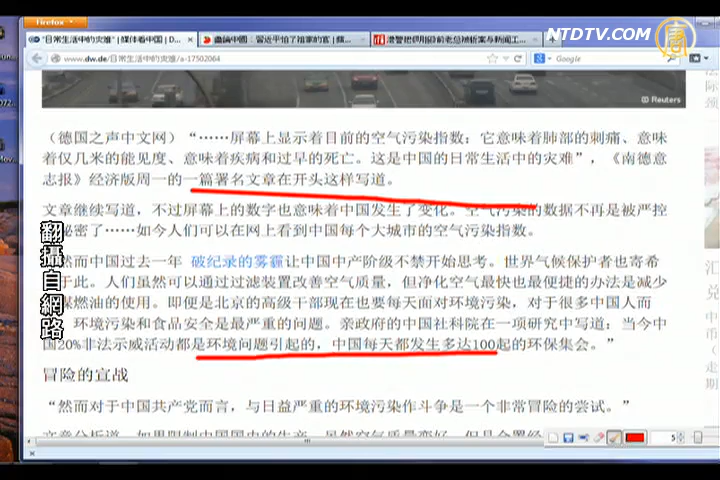 Firefox
NTDTV.COM
"日常生活中的灾难" | 媒体看中国 | D...
www.dw.de/日常生活中的灾难/a-17502064
Google
© Reuters
（德国之声中文网）“……屏幕上显示着目前的空气污染指数：它意味着肺部的刺痛、意味
着仅几米的能见度、意味着疾病和过早的死亡。这是中国的日常生活中的灾难”，《南德意
志报》经济版周一的一篇署名文章在开头这样写道。
文章继续写道，不过屏幕上的数字也意味着中国发生了变化。空气污染的数据不再是被严控
秘密了……如今人们可以在网上看到中国每个大城市的空气污染指数。
然而中国过去一年 破纪录的雾霾让中国中产阶级不禁开始思考。世界气候保护者也寄希
于此。人们虽然可以通过过滤装置改善空气质量，但净化空气最快也最便捷的办法是减少
煤燃油的使用。即便是北京的高级干部现在也要每天面对环境污染，对于很多中国人而
环境污染和食品安全是最严重的问题。亲政府的中国社科院在一项研究中写道：当今中
国20%非法示威活动都是环境问题引起的，中国每天都发生多达100起的环保集会。”
冒险的宣战
“然而对于中国共产党而言，与日益严重的环境污染作斗争是一个非常冒险的尝试。”
翻攝自網路
5